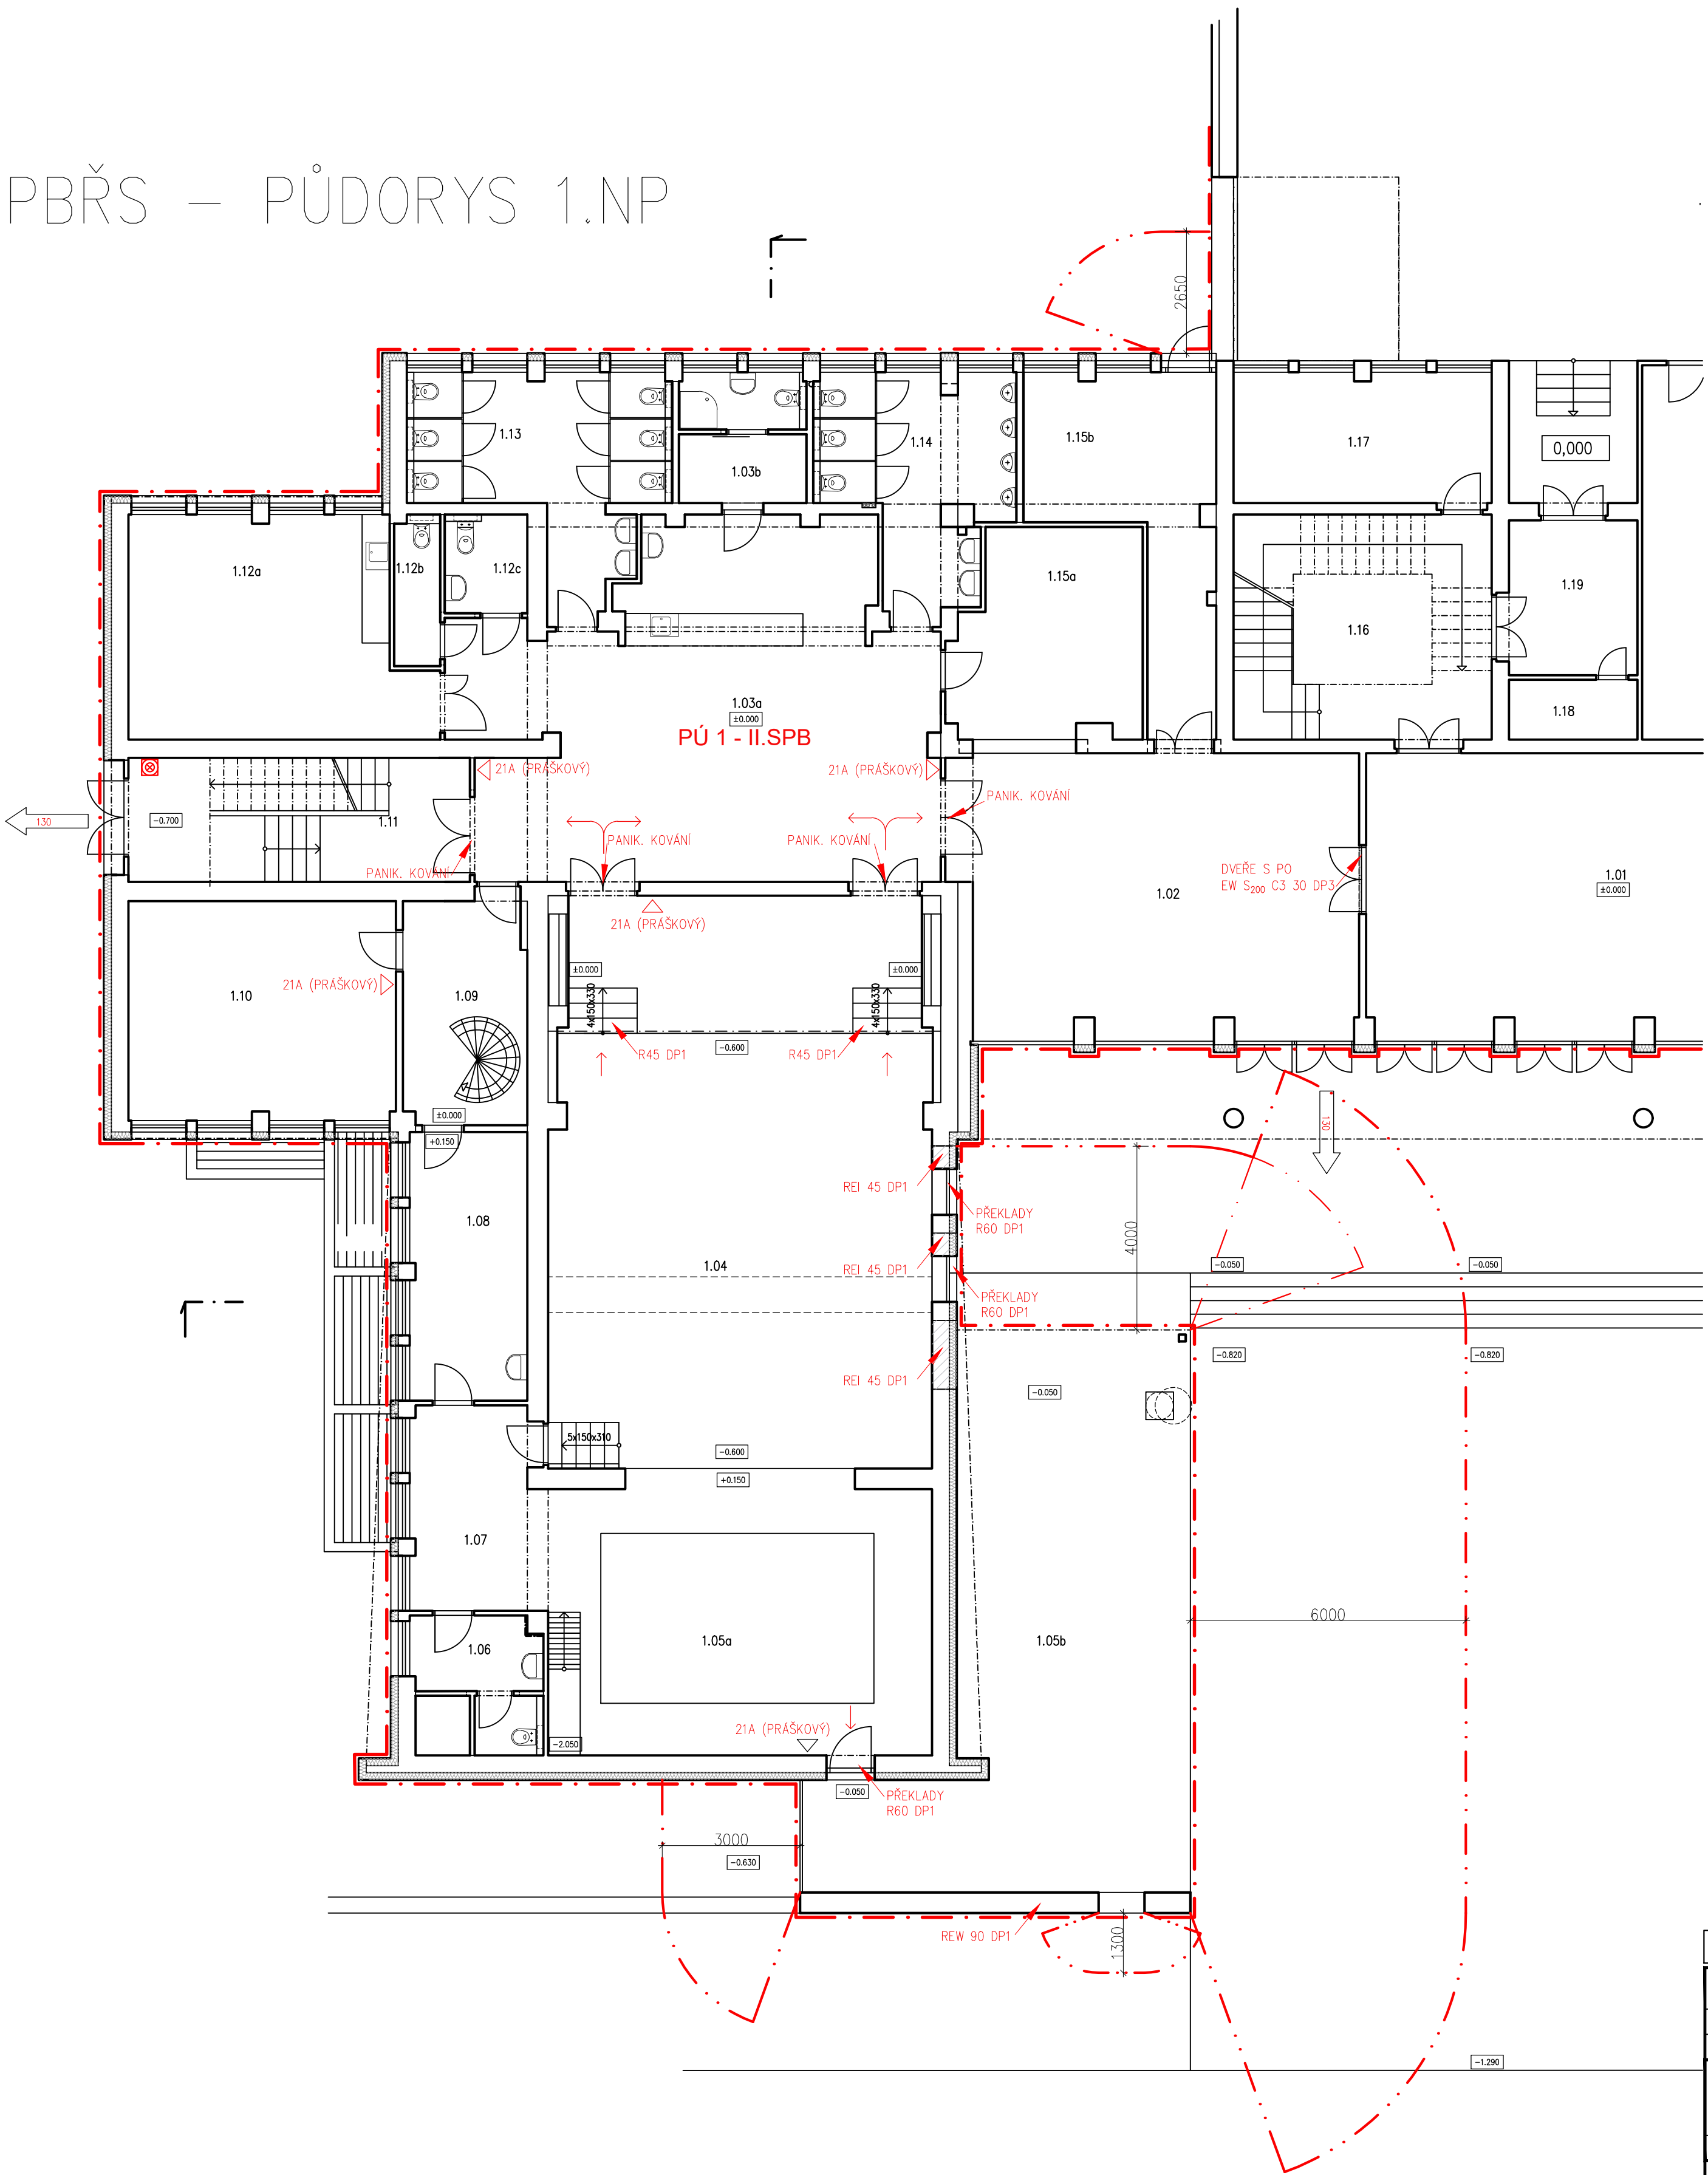 PBŘS – PŮDORYS 1.NP
2650
1.13
1.03b
1.14
1.15b
1.17
0,000
1.12a
1.12b
1.12c
1.15a
1.16
1.19
1.18
1.03a
±0.000
PÚ 1 - II.SPB
21A (PRÁŠKOVÝ)
21A (PRÁŠKOVÝ)
PANIK. KOVÁNÍ
130
-0.700
1.11
PANIK. KOVÁNÍ
PANIK. KOVÁNÍ
PANIK. KOVÁNÍ
DVEŘE S PO
EW S200 C3 30 DP3
1.02
1.01
±0.000
21A (PRÁŠKOVÝ)
1.10
21A (PRÁŠKOVÝ)
1.09
±0.000
±0.000
4x150x330
4x150x330
R45 DP1
R45 DP1
-0.600
±0.000
+0.150
130
REI 45 DP1
PŘEKLADY
R60 DP1
1.08
4000
1.04
REI 45 DP1
-0.050
-0.050
PŘEKLADY
R60 DP1
-0.820
-0.820
REI 45 DP1
-0.050
5x150x310
-0.600
+0.150
1.07
6000
1.06
1.05a
1.05b
21A (PRÁŠKOVÝ)
-2.050
-0.050
PŘEKLADY
R60 DP1
3000
-0.630
REW 90 DP1
1300
-1.290